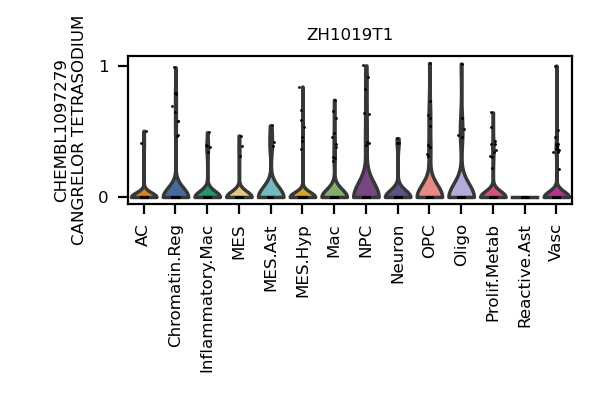 ZH1019T1
CHEMBL1097279
CANGRELOR TETRASODIUM
1
0
AC
Chromatin.Reg
Inflammatory.Mac
MES
MES.Ast
MES.Hyp
Mac
NPC
Neuron
OPC
Oligo
Prolif.Metab
Reactive.Ast
Vasc